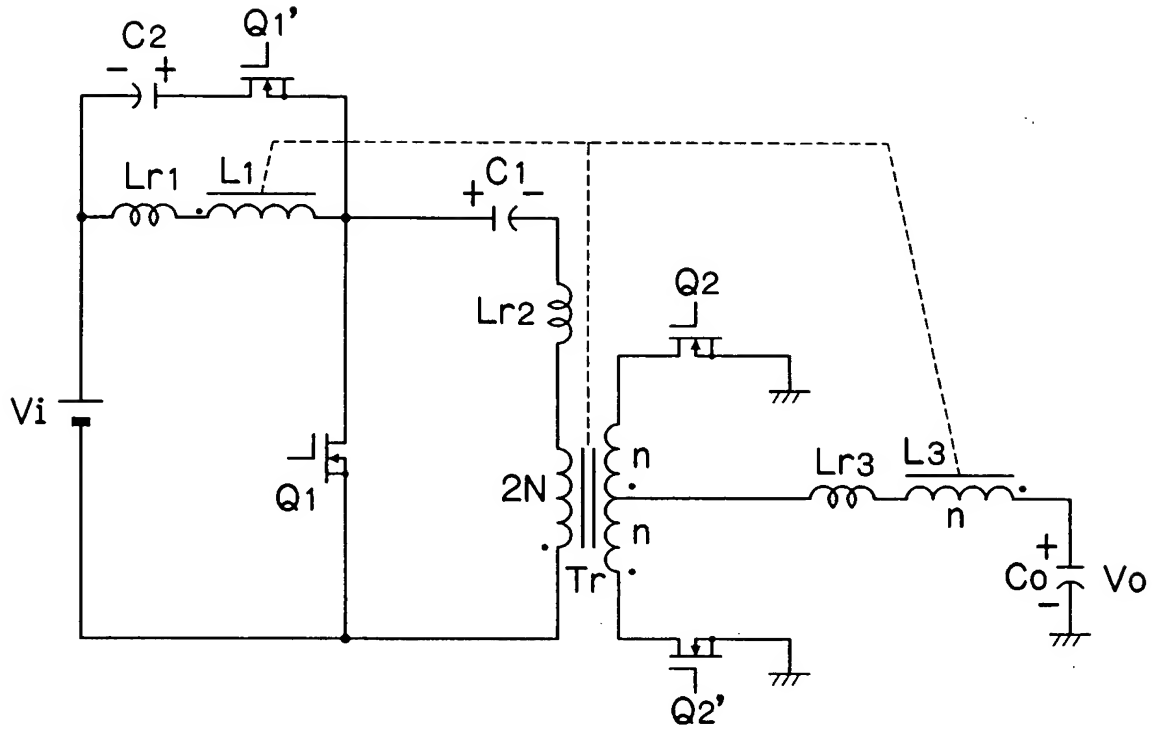 Q1'
C2
- +
Lr1
L1
+ C1 -
Lr2
Q2
Vi
Q1
2N
n
n
Tr
Lr3
L3
n
+
Co
-
Vo
Q2'